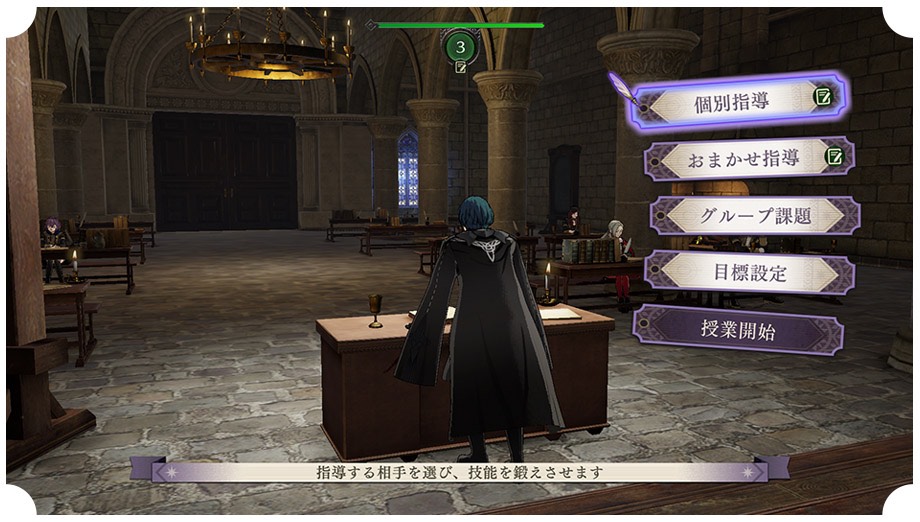 3
個別指導
おまかせ指導
グループ課題
目標設定
授業開始
指導する相手を選び、技能を鍛えさせます